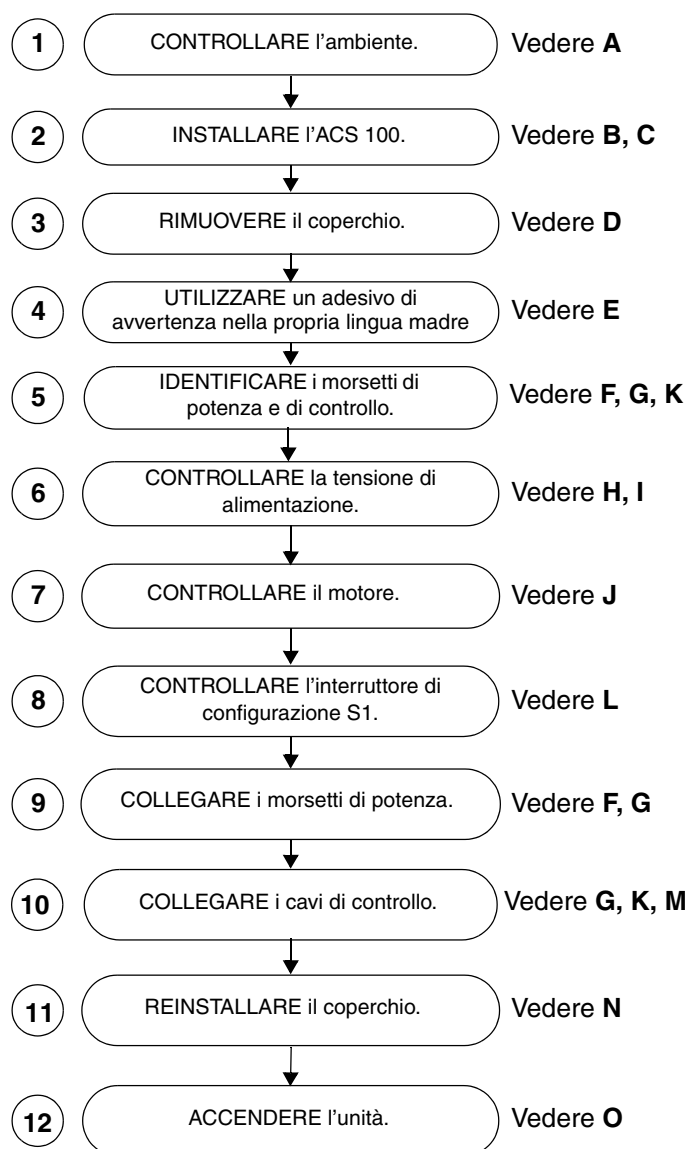 1
CONTROLLARE l'ambiente.
Vedere A
2
INSTALLARE l'ACS 100.
Vedere B, C
3
RIMUOVERE il coperchio.
Vedere D
4
UTILIZZARE un adesivo di
avvertenza nella propria lingua madre
Vedere E
5
IDENTIFICARE i morsetti di
potenza e di controllo.
Vedere F, G, K
6
CONTROLLARE la tensione di
alimentazione.
Vedere H, I
7
CONTROLLARE il motore.
Vedere J
8
CONTROLLARE l'interruttore di
configurazione S1.
Vedere L
9
COLLEGARE i morsetti di potenza.
Vedere F, G
10
COLLEGARE i cavi di controllo.
Vedere G, K, M
11
REINSTALLARE il coperchio.
Vedere N
12
ACCENDERE l'unità.
Vedere O